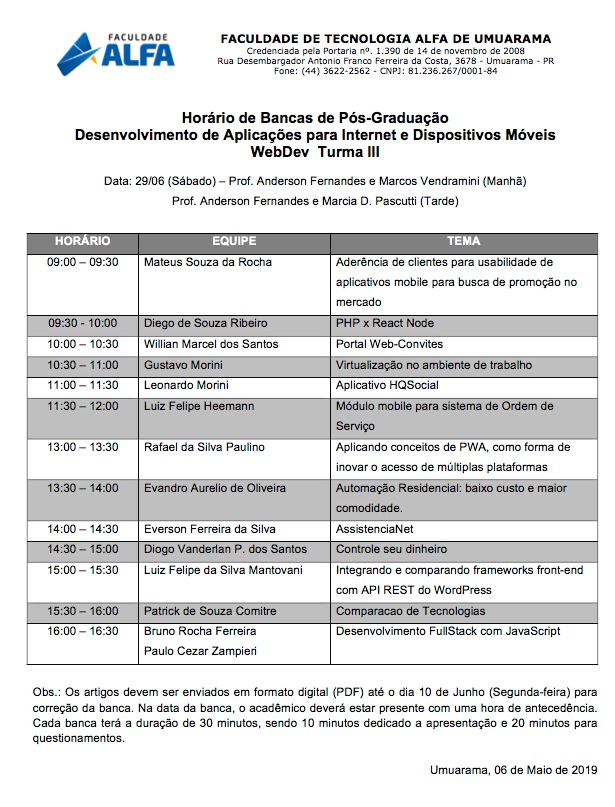 FACULDADE
ALFA
FACULDADE DE TECNOLOGIA ALFA DE UMUARAMA
Credenciada pela Portaria nº. 1.390 de 14 de novembro de 2008
Rua Desembargador Antonio Franco Ferreira da Costa, 3678 - Umuarama - PR
Fone: (44) 3622-2562 - CNPJ: 81.236.267/0001-84
Horário de Bancas de Pós-Graduação
Desenvolvimento de Aplicações para Internet e Dispositivos Móveis
WebDev Turma III
Data: 29/06 (Sábado) – Prof. Anderson Fernandes e Marcos Vendramini (Manhã)
Prof. Anderson Fernandes e Marcia D. Pascutti (Tarde)
HORÁRIO EQUIPE TEMA
09:00 – 09:30 Mateus Souza da Rocha Aderência de clientes para usabilidade de
aplicativos mobile para busca de promoção no
mercado
09:30 - 10:00 Diego de Souza Ribeiro PHP x React Node
10:00 – 10:30 Willian Marcel dos Santos Portal Web-Convites
10:30 – 11:00 Gustavo Morini Virtualização no ambiente de trabalho
11:00 – 11:30 Leonardo Morini Aplicativo HQSocial
11:30 – 12:00 Luiz Felipe Heemann Módulo mobile para sistema de Ordem de
Serviço
13:00 – 13:30 Rafael da Silva Paulino Aplicando conceitos de PWA, como forma de
inovar o acesso de múltiplas plataformas
13:30 – 14:00 Evandro Aurelio de Oliveira Automação Residencial: baixo custo e maior
comodidade.
14:00 – 14:30 Everson Ferreira da Silva AssistenciaNet
14:30 – 15:00 Diogo Vanderlan P. dos Santos Controle seu dinheiro
15:00 – 15:30 Luiz Felipe da Silva Mantovani Integrando e comparando frameworks front-end
com API REST do WordPress
15:30 – 16:00 Patrick de Souza Comitre Comparacao de Tecnologias
16:00 – 16:30 Bruno Rocha Ferreira Desenvolvimento FullStack com JavaScript
Paulo Cezar Zampieri
Obs.: Os artigos devem ser enviados em formato digital (PDF) até o dia 10 de Junho (Segunda-feira) para
correção da banca. Na data da banca, o acadêmico deverá estar presente com uma hora de antecedência.
Cada banca terá a duração de 30 minutos, sendo 10 minutos dedicado a apresentação e 20 minutos para
questionamentos.
Umuarama, 06 de Maio de 2019